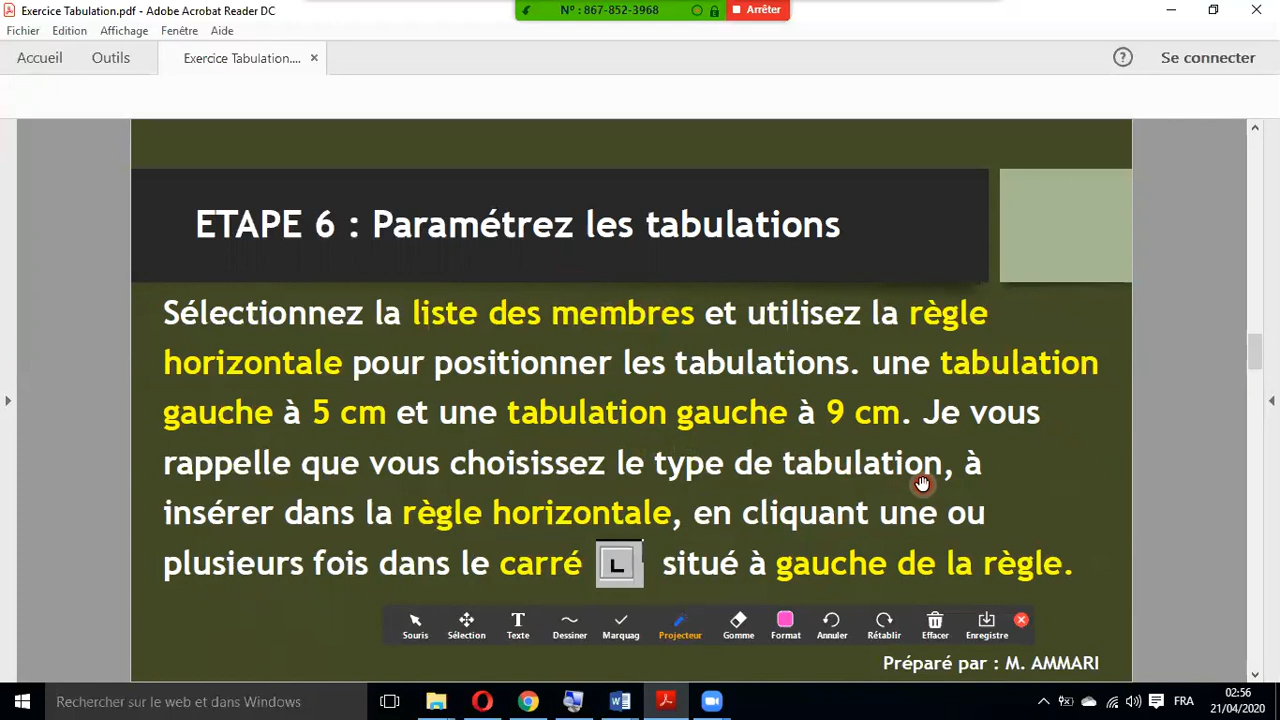 Exercice Tabulation.pdf - Adobe Acrobat Reader DC
N° : 867-852-3968 Arrêter
Fichier Edition Affichage Fenêtre Aide
Accueil Outils Exercice Tabulation.... × ? Se connecter
ETAPE 6 : Paramétrez les tabulations
Sélectionnez la liste des membres et utilisez la règle
horizontale pour positionner les tabulations. une tabulation
gauche à 5 cm et une tabulation gauche à 9 cm. Je vous
rappelle que vous choisissez le type de tabulation, à
insérer dans la règle horizontale, en cliquant une ou
plusieurs fois dans le carré situé à gauche de la règle.
Souris Sélection Texte Dessiner Marquag Projecteur Gomme Format Annuler Rétablir Effacer Enregistre
Préparé par : M. AMMARI
Rechercher sur le web et dans Windows
FRA
02:56
21/04/2020